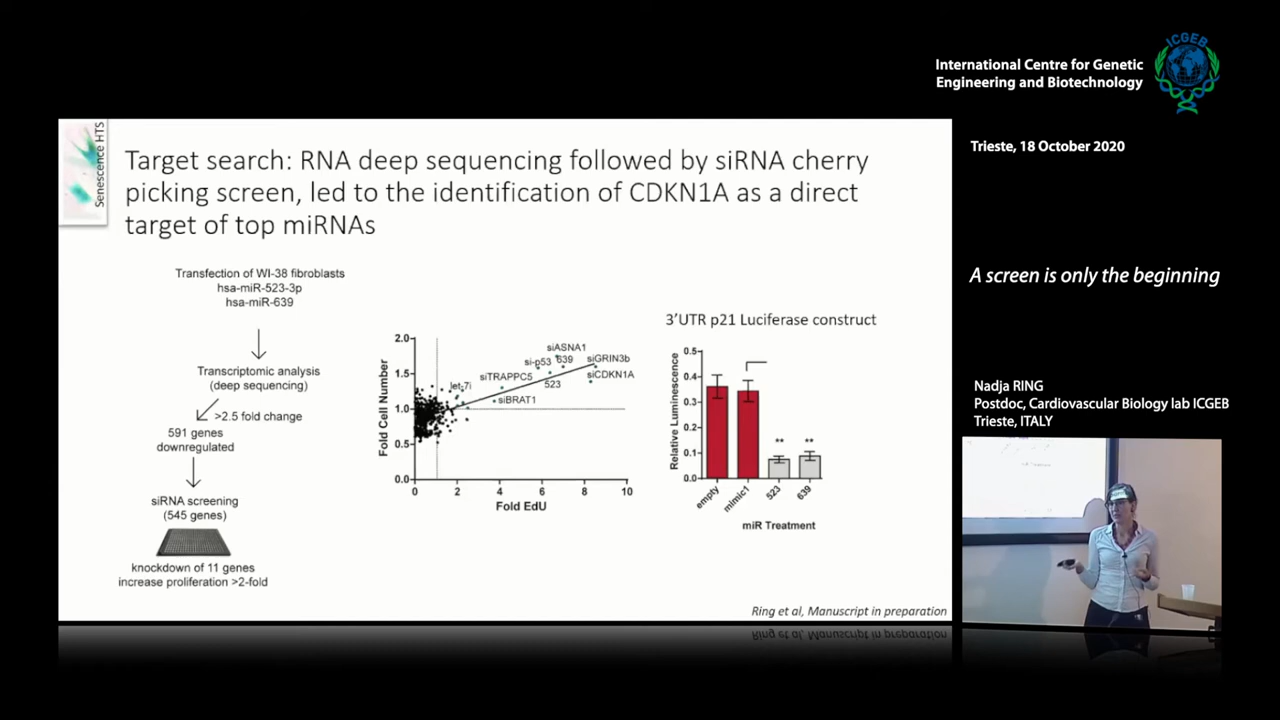 ICGEB
International Centre for Genetic
Engineering and Biotechnology
Trieste, 18 October 2020
A screen is only the beginning
Nadja RING
Postdoc, Cardiovascular Biology lab ICGEB
Trieste, ITALY
Senescence HTS
Target search: RNA deep sequencing followed by siRNA cherry
picking screen, led to the identification of CDKN1A as a direct
target of top miRNAs
Transfection of WI-38 fibroblasts
hsa-miR-523-3p
hsa-miR-639
Transcriptomic analysis
(deep sequencing)
>2.5 fold change
591 genes
downregulated
siRNA screening
(545 genes)
knockdown of 11 genes
increase proliferation >2-fold
Fold Cell Number
2.0
1.5
1.0
0.5
0.0
siASNA1
si-p53 639 siGRIN3b
siTRAPPC5 523 siCDKN1A
let-7i
siBRAT1
0 2 4 6 8 10
Fold EdU
3'UTR p21 Luciferase construct
Relative Luminescence
0.5
0.4
0.3
0.2
0.1
0.0
** **
empty mimic1 523 639
miR Treatment
Ring et al, Manuscript in preparation